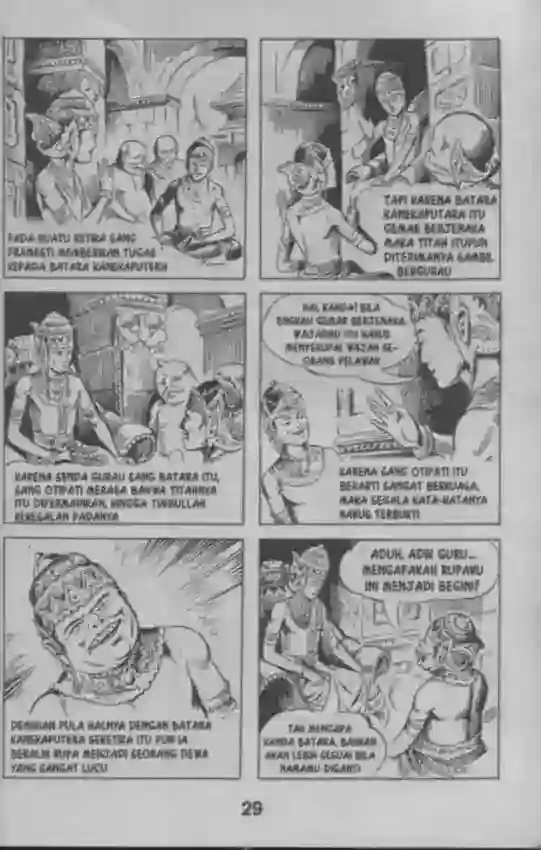 PADA SUATU KETIKA SANG
PRAMESTI MEMBERIKAN TUGAS
KEPADA BATARA KANEKAPUTERA
TAPI KARENA BATARA
KANEKAPUTARA ITU
GEMAR BERJENAKA
MAKA TITAH ITUPUN
DITERIMANYA SAMBIL
BERGURAU
KARENA SENDA GURAU SANG BATARA ITU,
SANG OTIPATI MERASA BAHWA TITAHNYA
ITU DIPERMAINKAN, HINGGA TIMBULLAH
KEKESALAN PADANYA
HAI, KANDA! BILA
ENGKAU GEMAR BERJENAKA,
WAJAHMU ITU HARUS
MENYERUPAI WAJAH SE-
ORANG PELAWAK
KARENA SANG OTIPATI ITU
BERARTI SANGAT BERKUASA,
MAKA SEGALA KATA-KATANYA
HARUS TERBUKTI
DEMIKIAN PULA HALNYA DENGAN BATARA
KANEKAPUTERA SEKETIKA ITU PUN IA
BERALIH RUPA MENJADI SEORANG DEWA
YANG SANGAT LUCU
ADUH, ADIK GURU...
MENGAPAKAH RUPAKU
INI MENJADI BEGINI?
TAK MENGAPA
KANDA BATARA, BAHKAN
AKAN LEBIH SESUAI BILA
NAMAMU DIGANTI
29